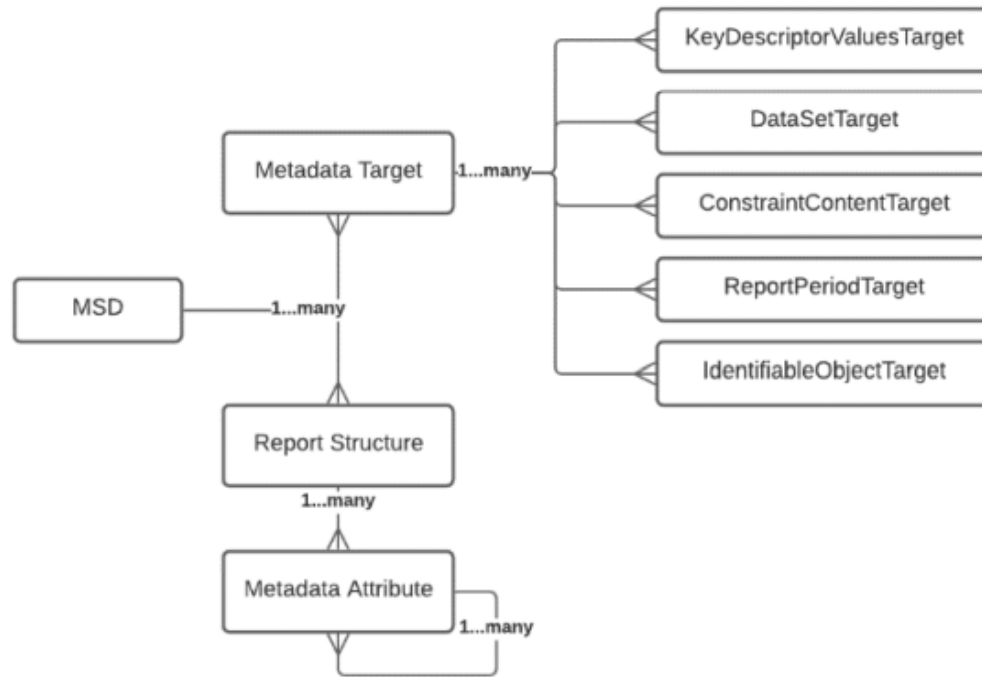 KeyDescriptorValuesTarget
DataSetTarget
Metadata Target
1...many
ConstraintContentTarget
ReportPeriodTarget
MSD
1...many
IdentifiableObjectTarget
Report Structure
1...many
Metadata Attribute
1...many